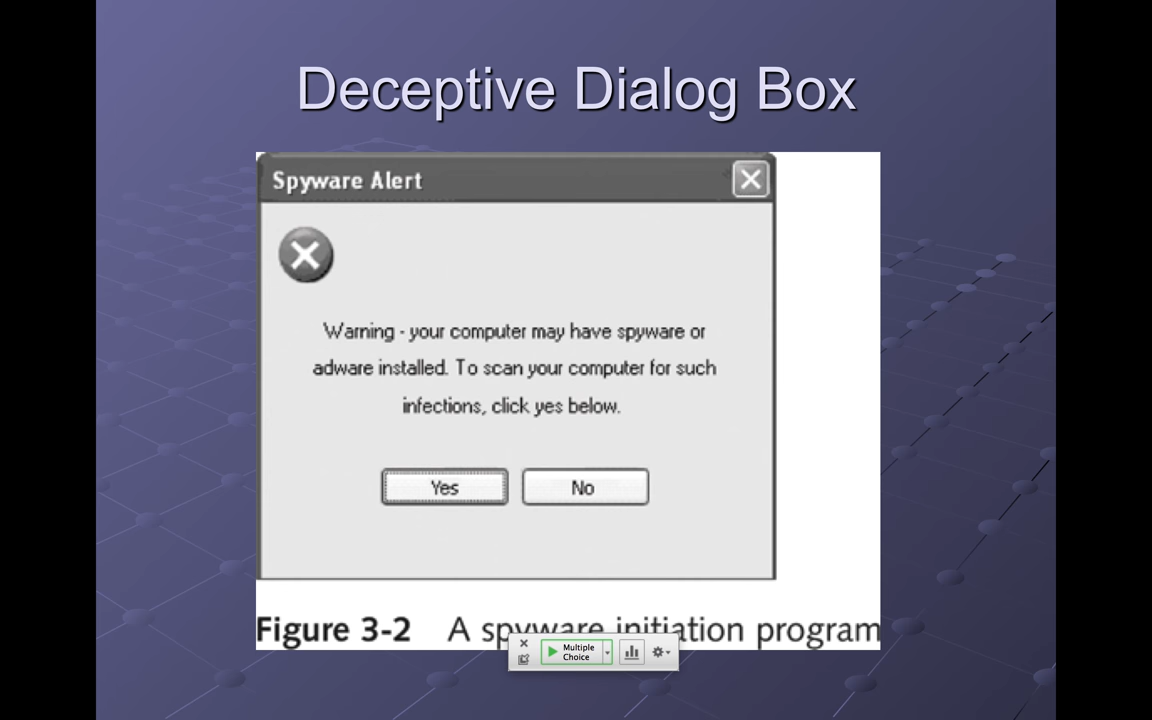 Deceptive Dialog Box
Spyware Alert
Warning - your computer may have spyware or
adware installed. To scan your computer for such
infections, click yes below.
Yes No
Figure 3-2 A spyware initiation program
Multiple
Choice